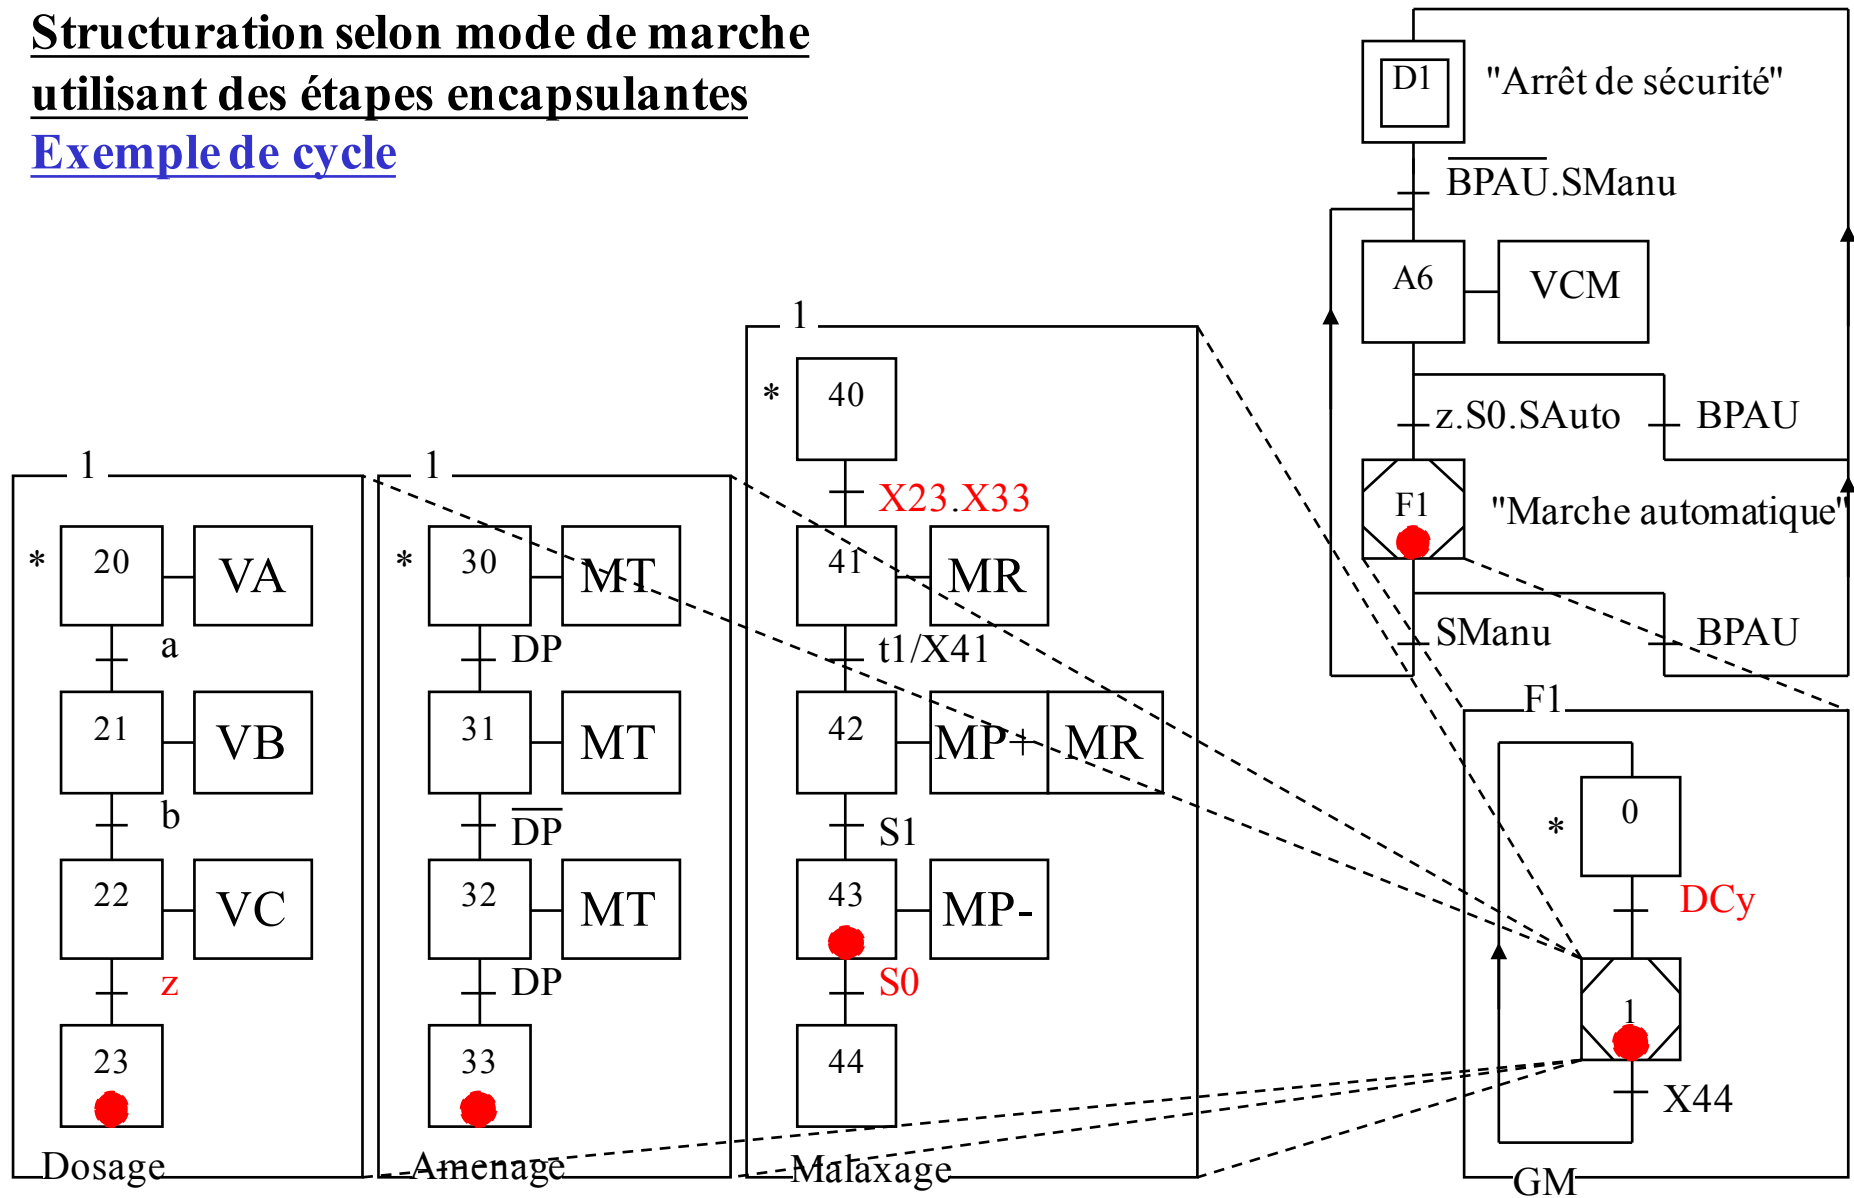 Structuration selon mode de marche
utilisant des étapes encapsulantes
Exemple de cycle
D1
"Arrêt de sécurité"
BPAU.SManu
A6
VCM
z.S0.SAuto
BPAU
F1
"Marche automatique"
SManu
BPAU
1
*
20
VA
a
21
VB
b
22
VC
z
23
Dosage
1
*
30
MT
DP
31
MT
DP
32
MT
DP
33
Amenage
1
*
40
X23.X33
41
MR
t1/X41
42
MP+
MR
S1
43
MP-
S0
44
Malaxage
F1
*
0
DCy
1
X44
GM